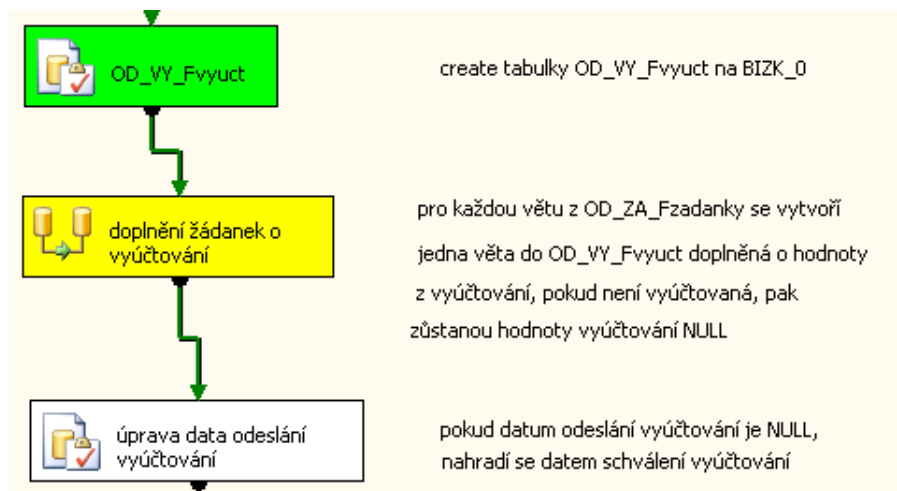 OD_VY_Fvyuct
create tabulky OD_VY_Fvyuct na BIZK_0
doplnění žádanek o
vyúčtování
pro každou větu z OD_ZA_Fzadanky se vytvoří
jedna věta do OD_VY_Fvyuct doplněná o hodnoty
z vyúčtování, pokud není vyúčtovaná, pak
zůstanou hodnoty vyúčtování NULL
úprava data odeslání
vyúčtování
pokud datum odeslání vyúčtování je NULL,
nahradí se datem schválení vyúčtování